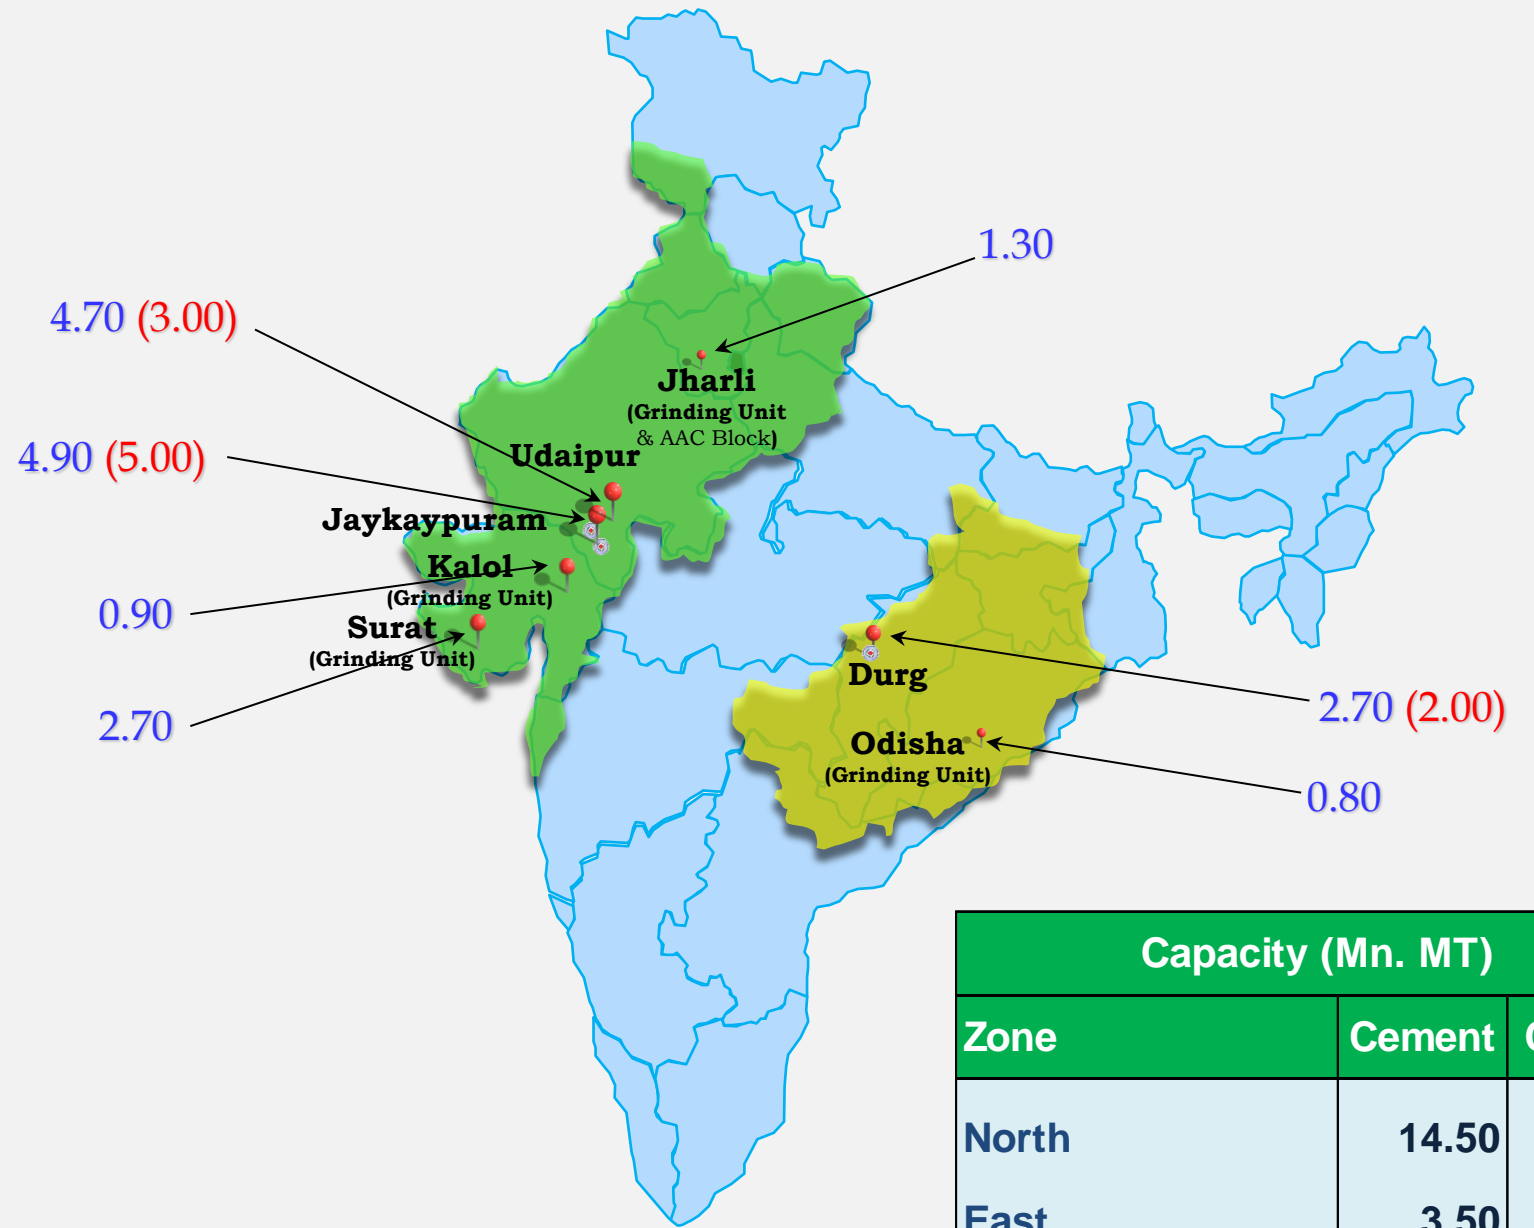 1.30
4.70 (3.00)
Jharli
(Grinding Unit
& AAC Block)
4.90 (5.00)
Udaipur
Jaykaypuram
Kalol
(Grinding Unit)
0.90
Surat
(Grinding Unit)
2.70
Durg
2.70 (2.00)
Odisha
(Grinding Unit)
0.80
Capacity (Mn. MT)
Zone Cement
North 14.50
East 3.50